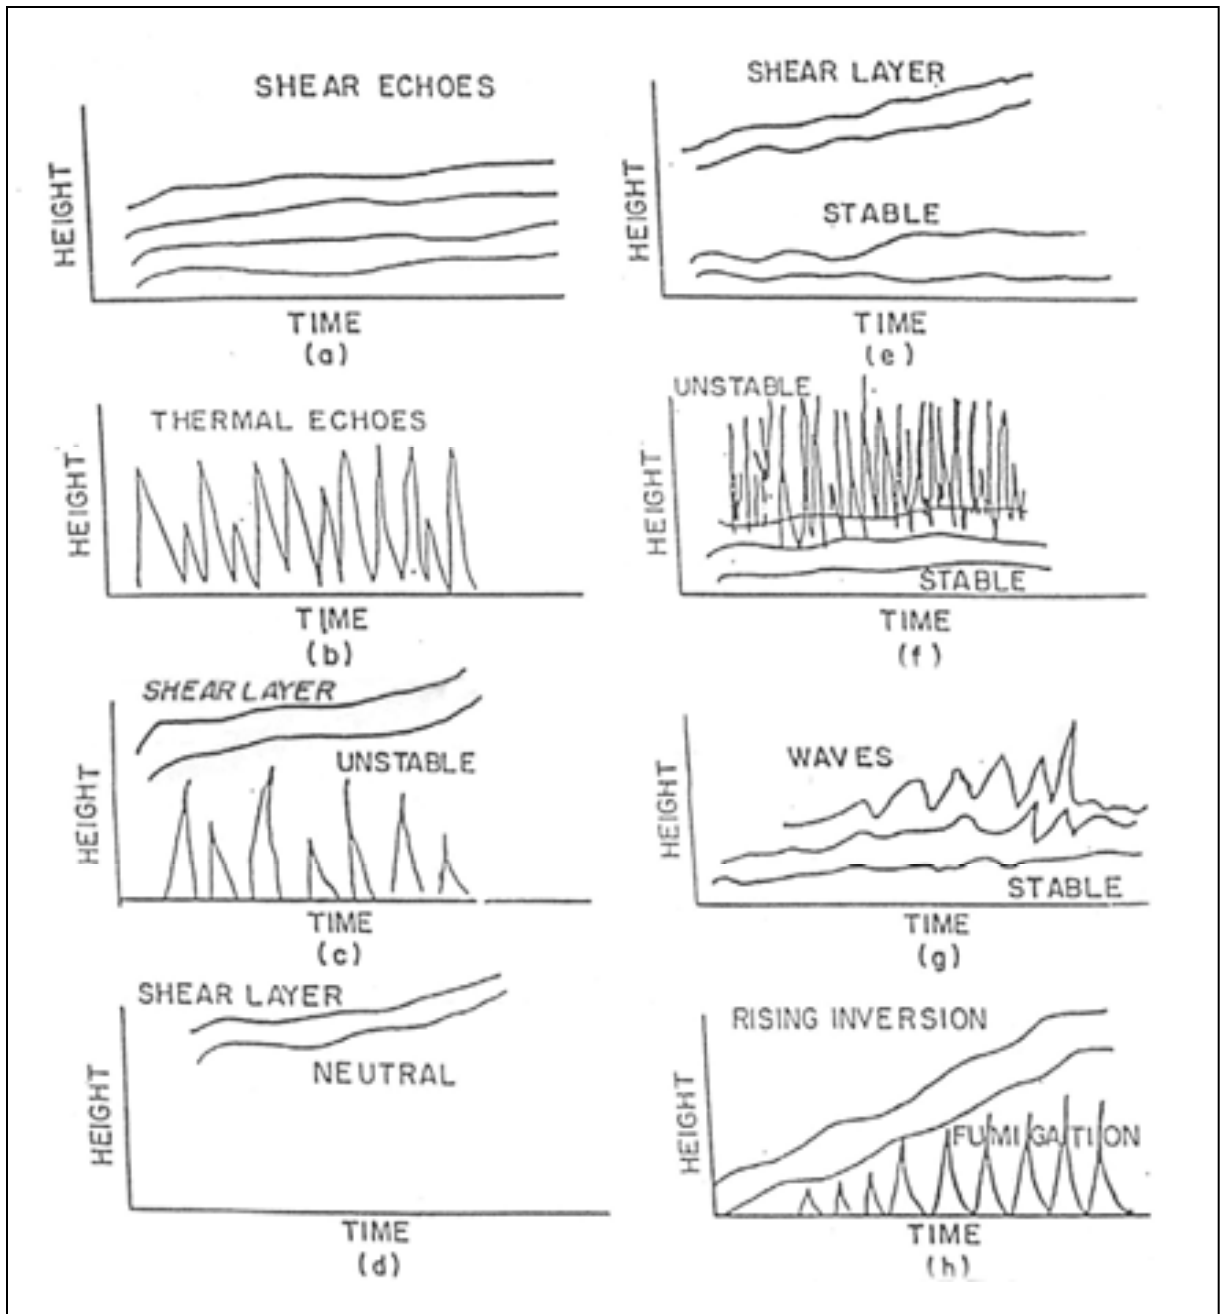 SHEAR ECHOES
HEIGHT
TIME
(a)
THERMAL ECHOES
HEIGHT
TIME
(b)
SHEAR LAYER
UNSTABLE
HEIGHT
TIME
(c)
SHEAR LAYER
NEUTRAL
HEIGHT
TIME
(d)
SHEAR LAYER
STABLE
HEIGHT
TIME
(e)
UNSTABLE
HEIGHT
STABLE
TIME
(f)
WAVES
HEIGHT
STABLE
TIME
(g)
RISING INVERSION
HEIGHT
FUMIGATION
TIME
(h)